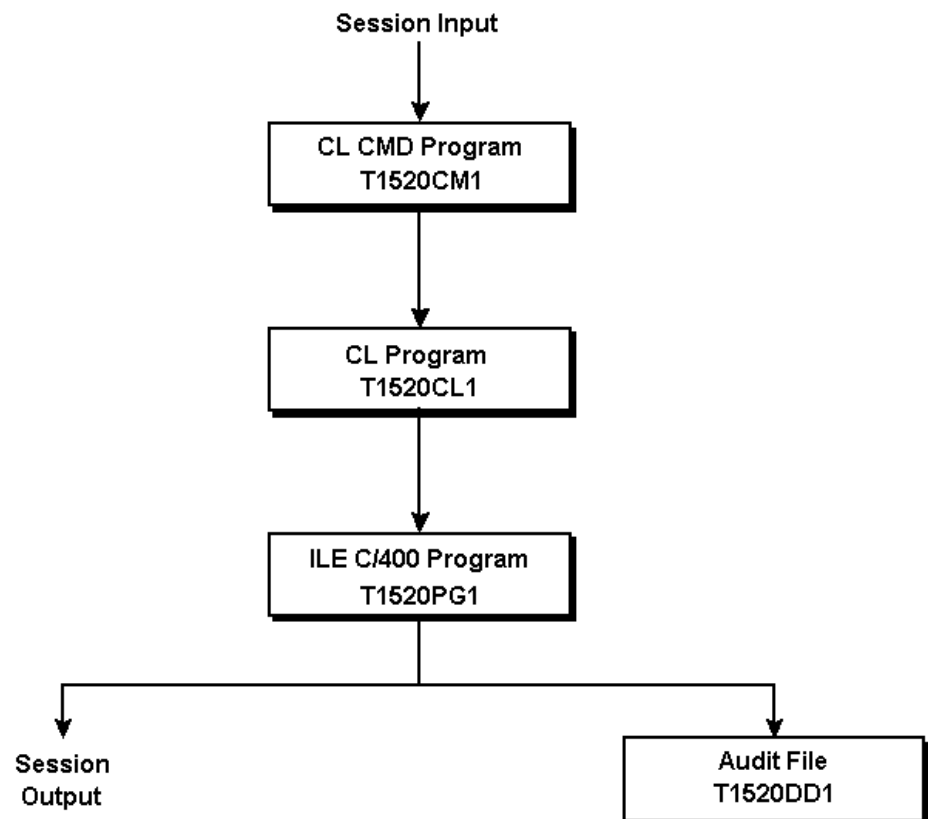 Session Input
CL CMD Program
T1520CM1
CL Program
T1520CL1
ILE C/400 Program
T1520PG1
Session
Output
Audit File
T1520DD1